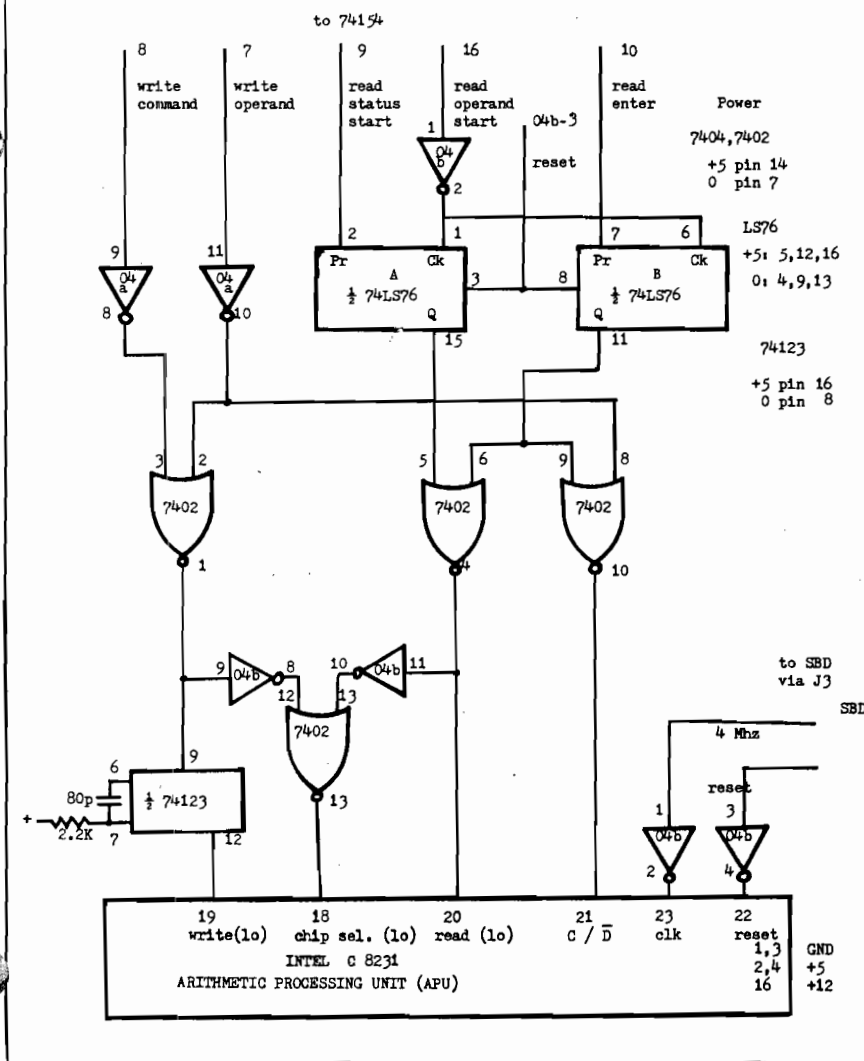 to 74154
8
7
9
16
10
write
command
write
operand
read
status
start
read
operand
start
04b-3
reset
read
enter
Power
7404,7402
+5 pin 14
0 pin 7
1
04
b
2
LS76
+5: 5,12,16
0: 4,9,13
9
04
a
8
11
04
a
10
2
1
Pr
A
Ck
½ 74LS76
Q
3
15
7
6
8
Pr
B
Ck
½ 74LS76
Q
11
74123
+5 pin 16
0 pin 8
3
2
7402
1
5
6
7402
4
9
8
7402
10
9
04b
8
12
10
04b
11
13
7402
13
to SBD
via J3
SBD
4 Mhz
reset
1
04b
2
3
04b
4
6
9
80p
½ 74123
+
2.2K
7
12
19
write(lo)
18
chip sel. (lo)
20
read (lo)
21
C / D̅
23
clk
22
reset
1,3 GND
2,4 +5
16 +12
INTEL C 8231
ARITHMETIC PROCESSING UNIT (APU)